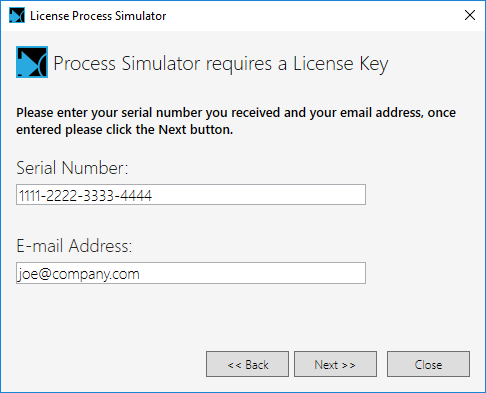 License Process Simulator
Process Simulator requires a License Key
Please enter your serial number you received and your email address, once
entered please click the Next button.
Serial Number:
1111-2222-3333-4444
E-mail Address:
joe@company.com
<< Back Next >> Close